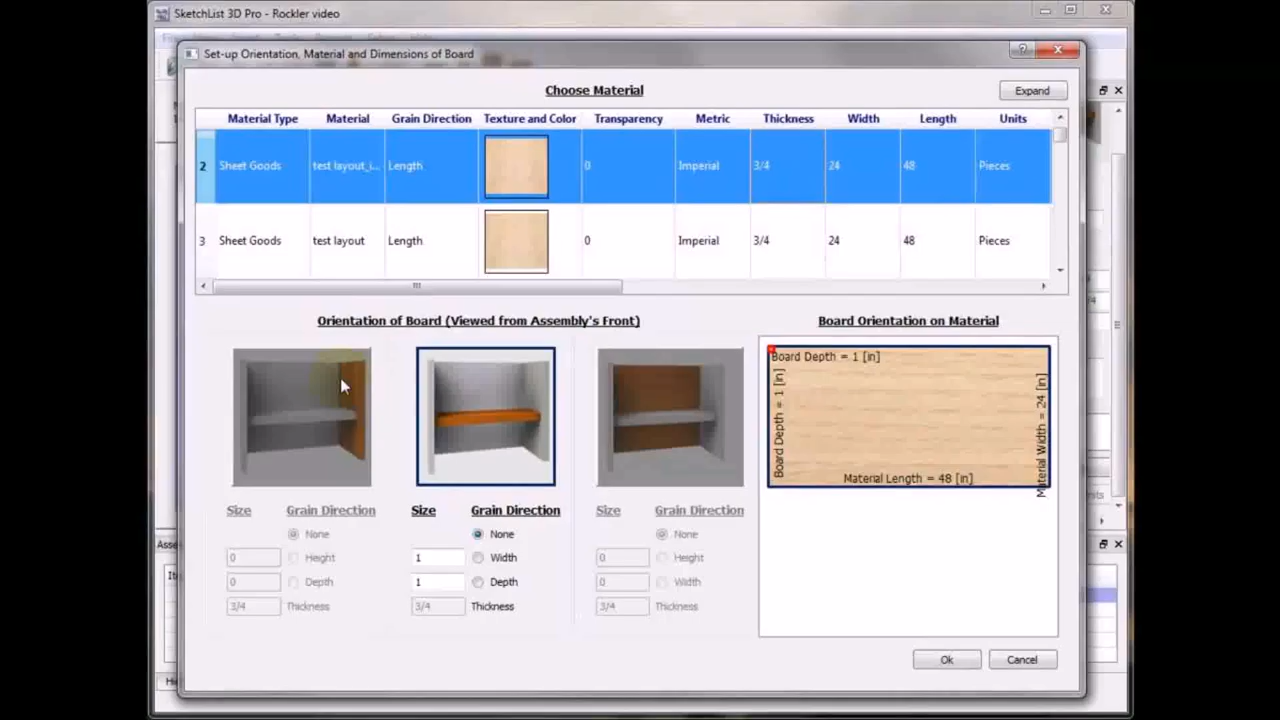 SketchList 3D Pro - Rockler video
Set-up Orientation, Material and Dimensions of Board
Choose Material
Expand
Material Type Material Grain Direction Texture and Color Transparency Metric Thickness Width Length Units
2 Sheet Goods test layout_i... Length 0 Imperial 3/4 24 48 Pieces
3 Sheet Goods test layout Length 0 Imperial 3/4 24 48 Pieces
Orientation of Board (Viewed from Assembly's Front)
Board Orientation on Material
Board Depth = 1 [in]
Board Depth = 1 [in]
Material Width = 24 [in]
Material Length = 48 [in]
Size Grain Direction Size Grain Direction Size Grain Direction
None None None
0 Height 1 Width 0 Height
0 Depth 1 Depth 0 Width
3/4 Thickness 3/4 Thickness 3/4 Thickness
Ok Cancel